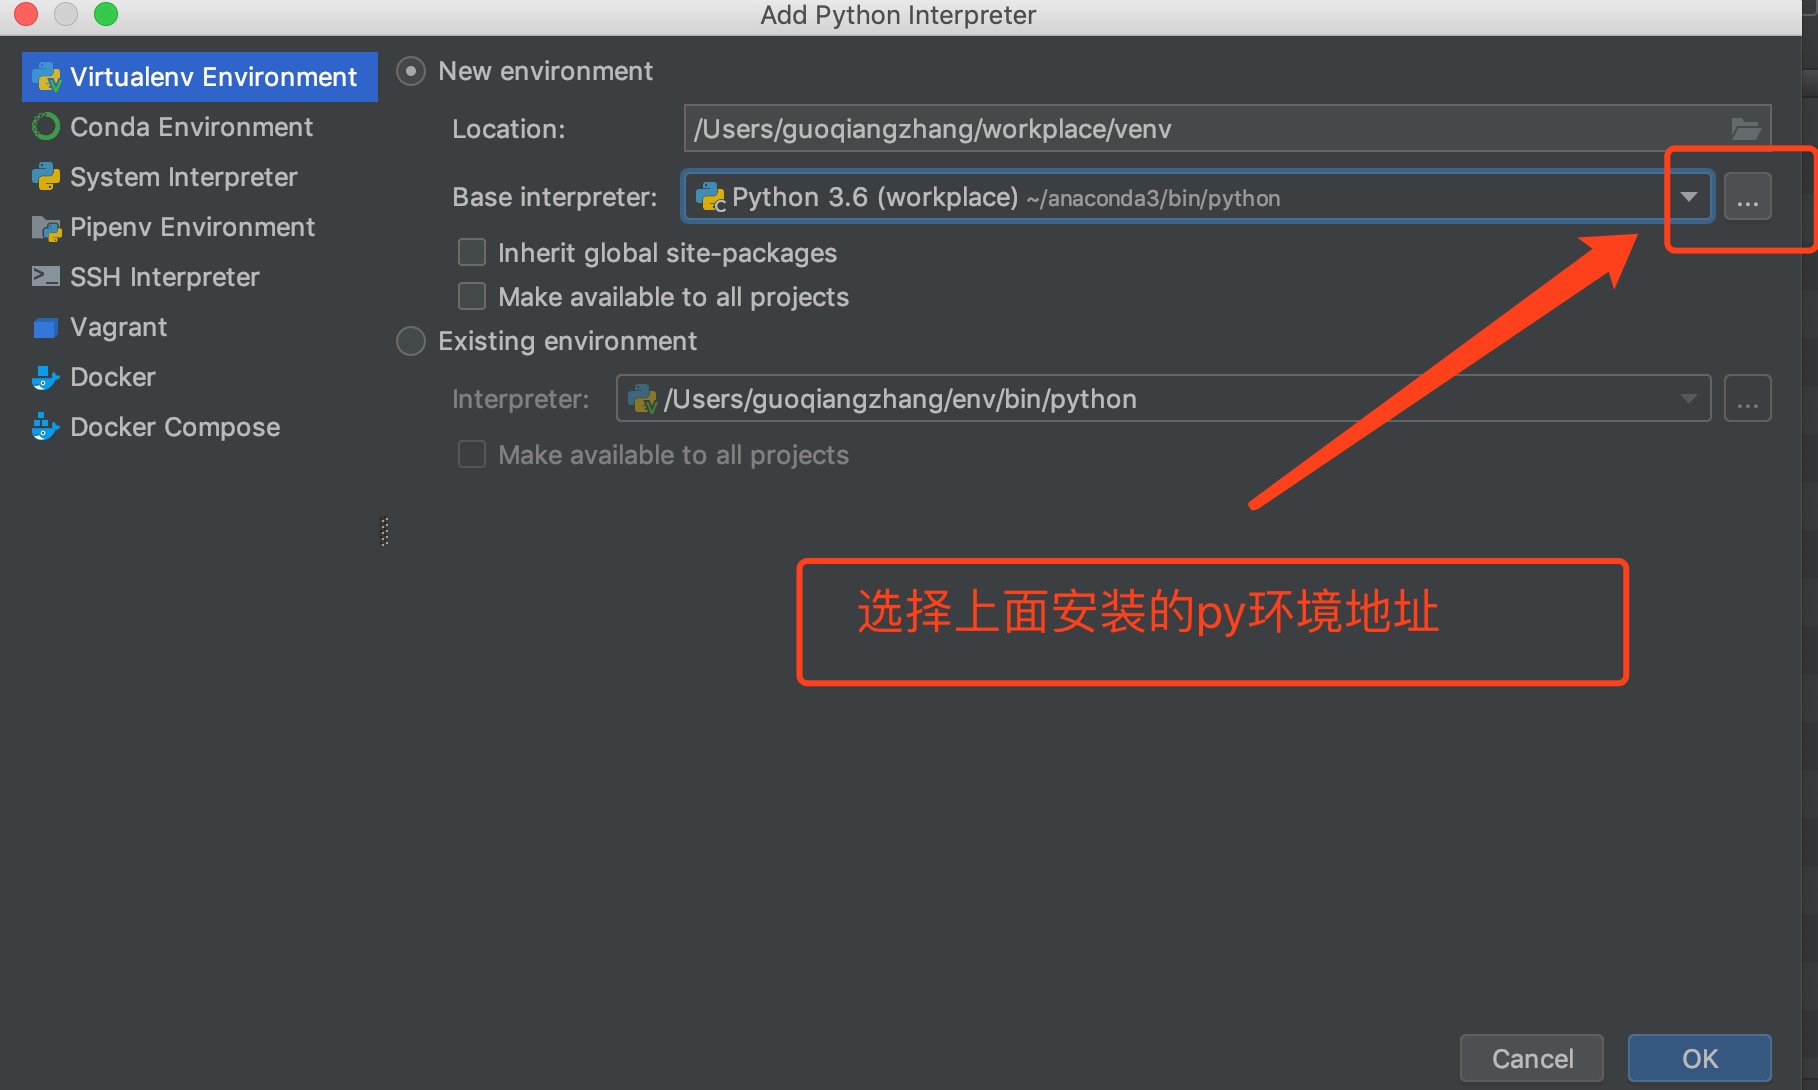 Add Python Interpreter
Virtualenv Environment
Conda Environment
System Interpreter
Pipenv Environment
SSH Interpreter
Vagrant
Docker
Docker Compose
New environment
Location: /Users/guoqiangzhang/workplace/venv
Base interpreter: Python 3.6 (workplace) ~/anaconda3/bin/python ...
Inherit global site-packages
Make available to all projects
Existing environment
Interpreter: /Users/guoqiangzhang/env/bin/python ...
Make available to all projects
选择上面安装的py环境地址
Cancel OK